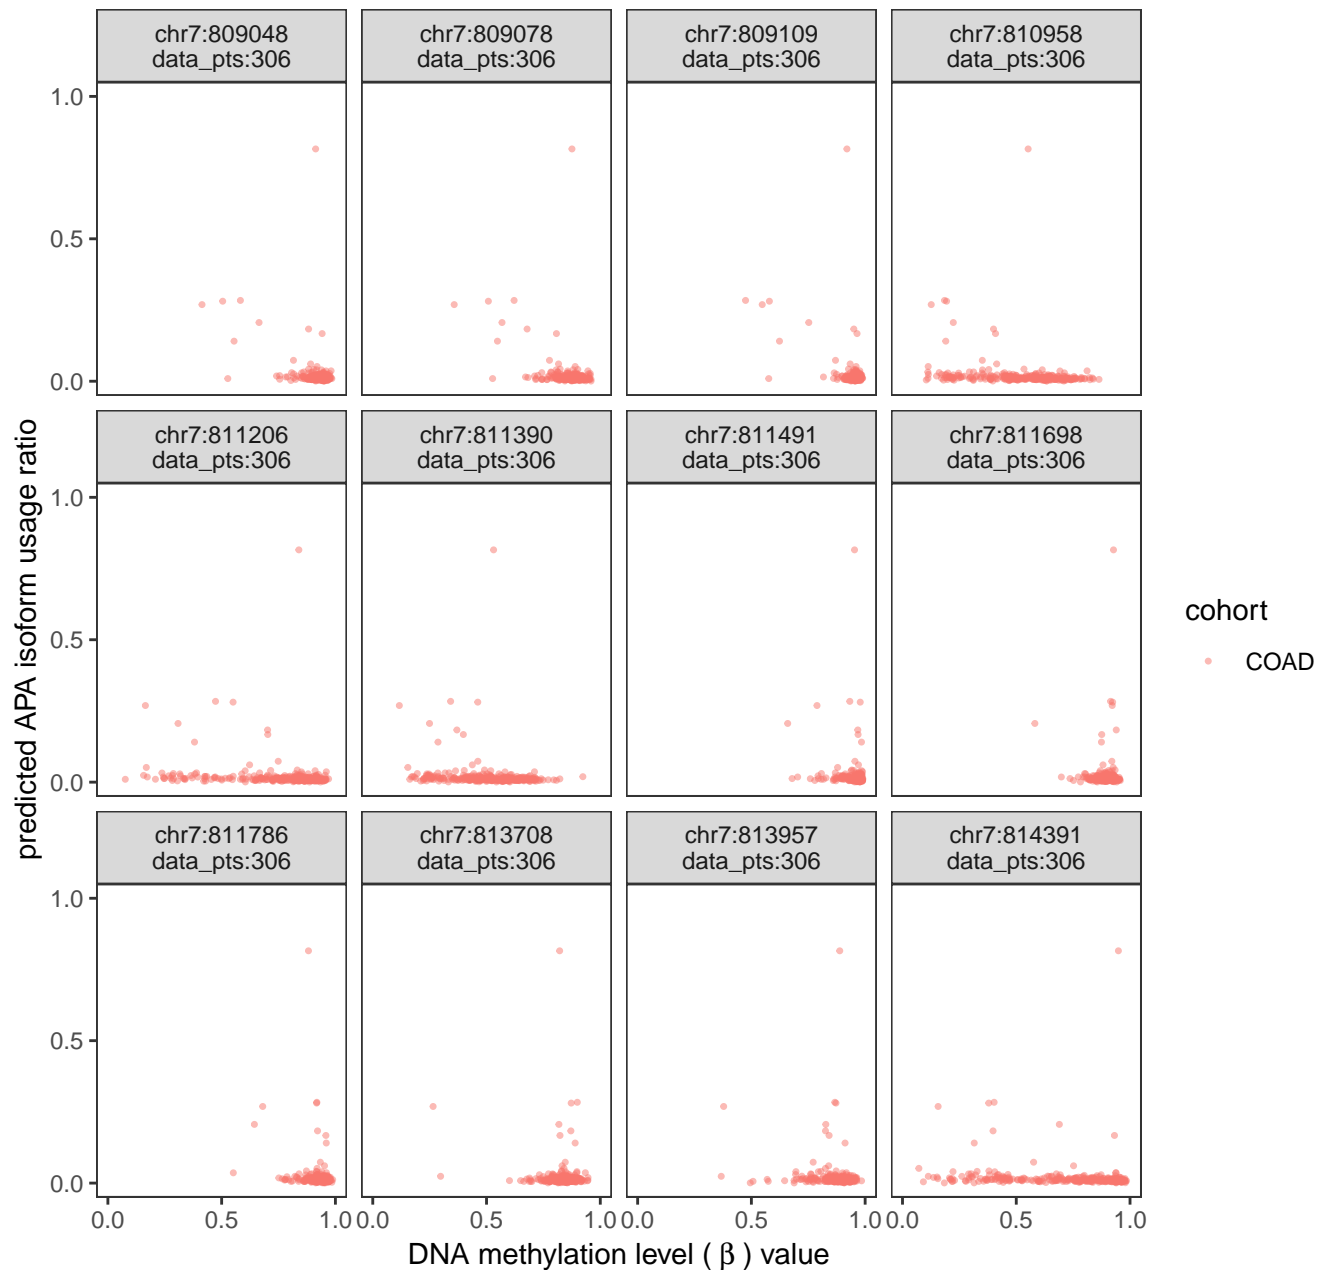 chr7:809048
data_pts:306
chr7:809078
data_pts:306
chr7:809109
data_pts:306
chr7:810958
data_pts:306
1.0
0.5
0.0
chr7:811206
data_pts:306
chr7:811390
data_pts:306
chr7:811491
data_pts:306
chr7:811698
data_pts:306
1.0
0.5
0.0
chr7:811786
data_pts:306
chr7:813708
data_pts:306
chr7:813957
data_pts:306
chr7:814391
data_pts:306
1.0
0.5
0.0
0.0 0.5 1.0
0.0 0.5 1.0
0.0 0.5 1.0
0.0 0.5 1.0
DNA methylation level ( β ) value
predicted APA isoform usage ratio
cohort
COAD